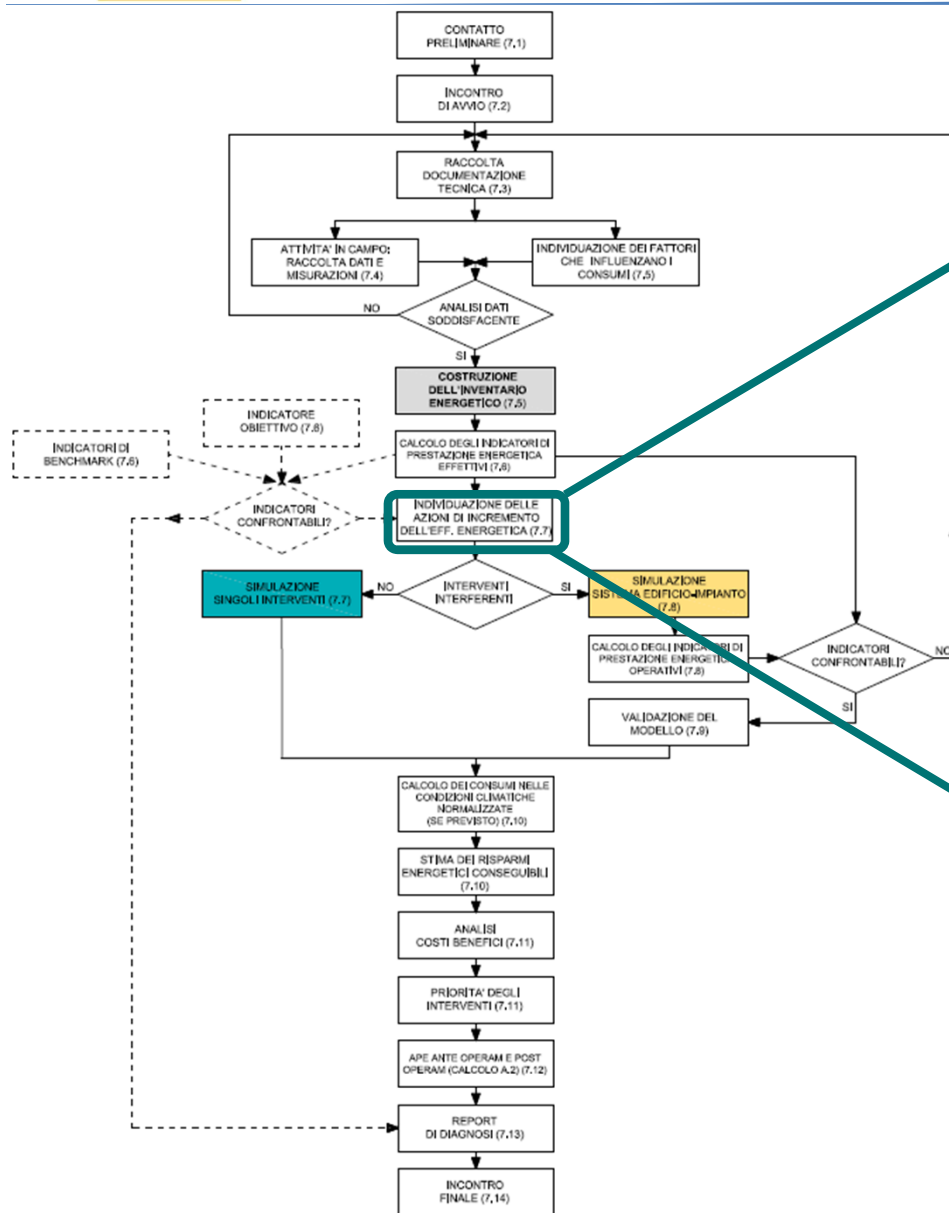 CONTATTO
PRELIMINARE (7.1)
INCONTRO
DI AVVIO (7.2)
RACCOLTA
DOCUMENTAZIONE
TECNICA (7.3)
ATTIVITA' IN CAMPO:
RACCOLTA DATI E
MISURAZIONI (7.4)
INDIVIDUAZIONE DEI FATTORI
CHE INFLUENZANO I
CONSUMI (7.5)
NO
ANALISI DATI
SODDISFACENTE
SI
COSTRUZIONE
DELL'INVENTARIO
ENERGETICO (7.5)
INDICATORE
OBIETTIVO (7.6)
INDICATORI DI
BENCHMARK (7.6)
CALCOLO DEGLI INDICATORI DI
PRESTAZIONE ENERGETICA
EFFETTIVI (7.6)
INDICATORI
CONFRONTABILI?
INDIVIDUAZIONE DELLE
AZIONI DI INCREMENTO
DELL'EFF. ENERGETICA (7.7)
SIMULAZIONE
SINGOLI INTERVENTI (7.7)
NO
INTERVENTI
INTERFERENTI
SI
SIMULAZIONE
SISTEMA EDIFICIO-IMPIANTO
(7.8)
CALCOLO DEGLI INDICATORI DI
PRESTAZIONE ENERGETICA
OPERATIVI (7.8)
INDICATORI
CONFRONTABILI?
NO
SI
VALIDAZIONE DEL
MODELLO (7.9)
CALCOLO DEI CONSUMI NELLE
CONDIZIONI CLIMATICHE
NORMALIZZATE
(SE PREVISTO) (7.10)
STIMA DEI RISPARMI
ENERGETICI CONSEGUIBILI
(7.10)
ANALISI
COSTI BENEFICI (7.11)
PRIORITA' DEGLI
INTERVENTI (7.11)
APE ANTE OPERAM E POST
OPERAM (CALCOLO A.2) (7.12)
REPORT
DI DIAGNOSI (7.13)
INCONTRO
FINALE (7.14)